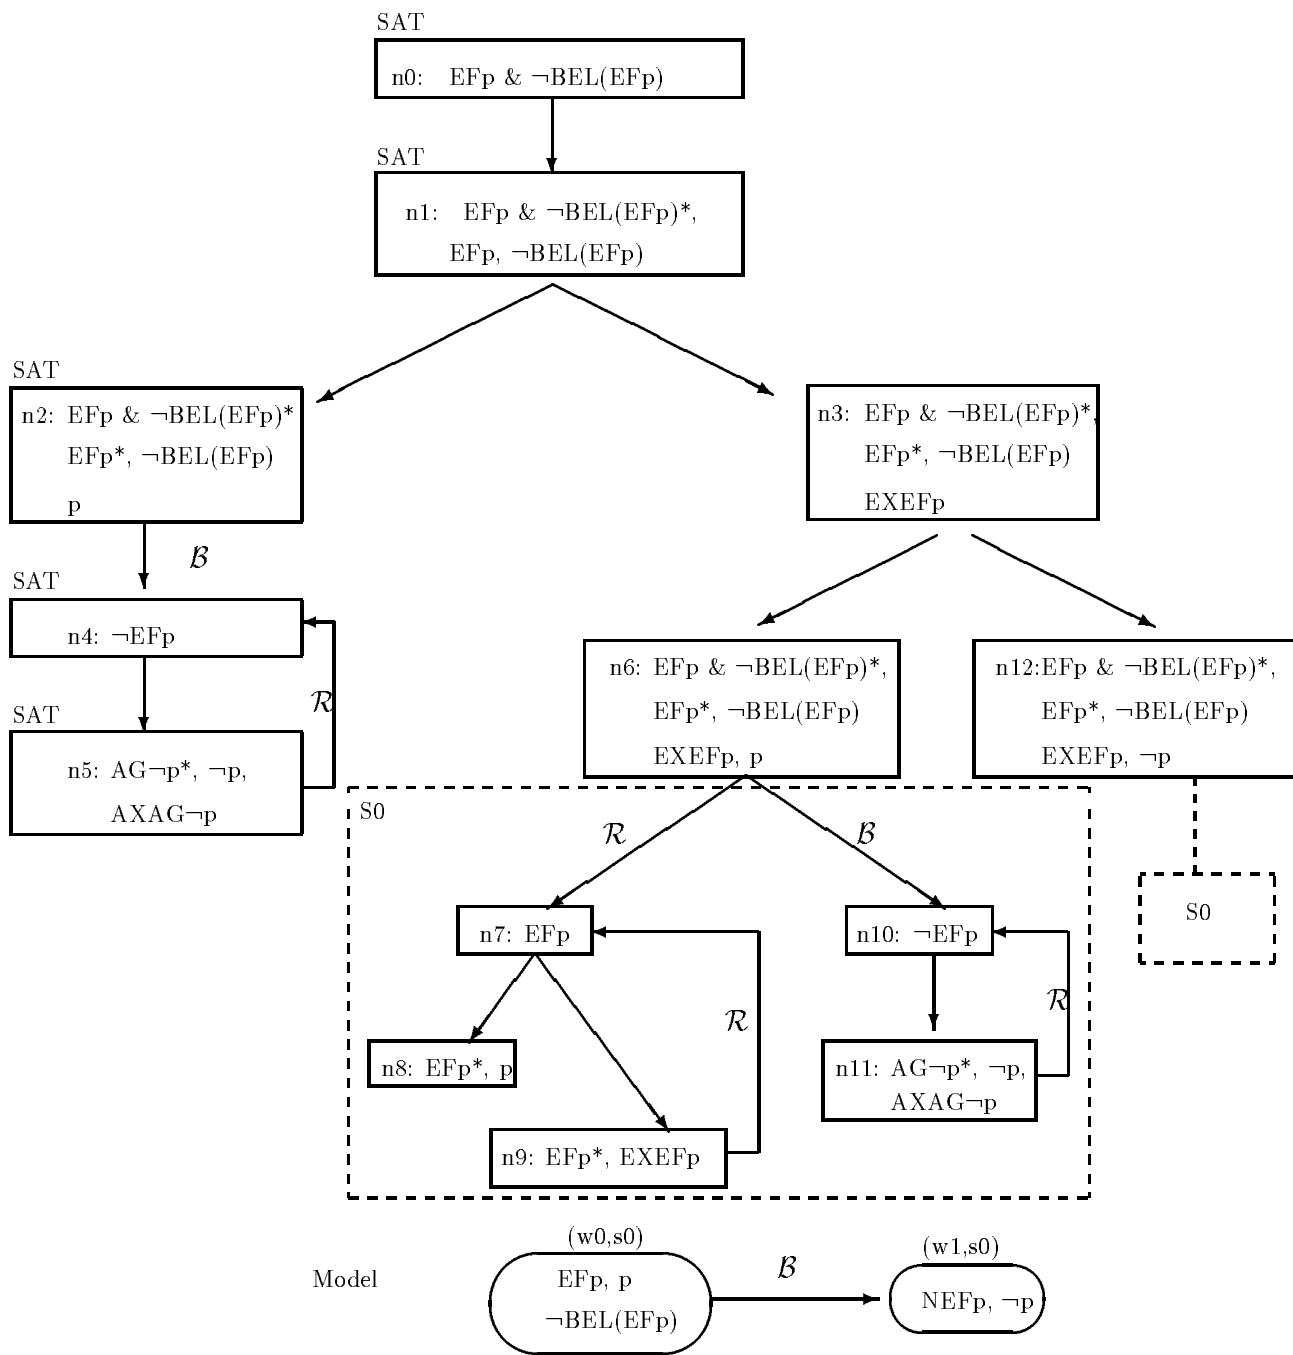 SAT
n0: EFp & ¬BEL(EFp)
SAT
n1: EFp & ¬BEL(EFp)*,
EFp, ¬BEL(EFp)
SAT
n2: EFp & ¬BEL(EFp)*
EFp*, ¬BEL(EFp)
p
n3: EFp & ¬BEL(EFp)*,
EFp*, ¬BEL(EFp)
EXEFp
ℬ
SAT
n4: ¬EFp
ℛ
SAT
n5: AG¬p*, ¬p,
AXAG¬p
n6: EFp & ¬BEL(EFp)*,
EFp*, ¬BEL(EFp)
EXEFp, p
n12:EFp & ¬BEL(EFp)*,
EFp*, ¬BEL(EFp)
EXEFp, ¬p
S0
ℛ
ℬ
n7: EFp
n10: ¬EFp
S0
ℛ
ℛ
n8: EFp*, p
n11: AG¬p*, ¬p,
AXAG¬p
n9: EFp*, EXEFp
Model
(w0,s0)
EFp, p
¬BEL(EFp)
ℬ
(w1,s0)
NEFp, ¬p